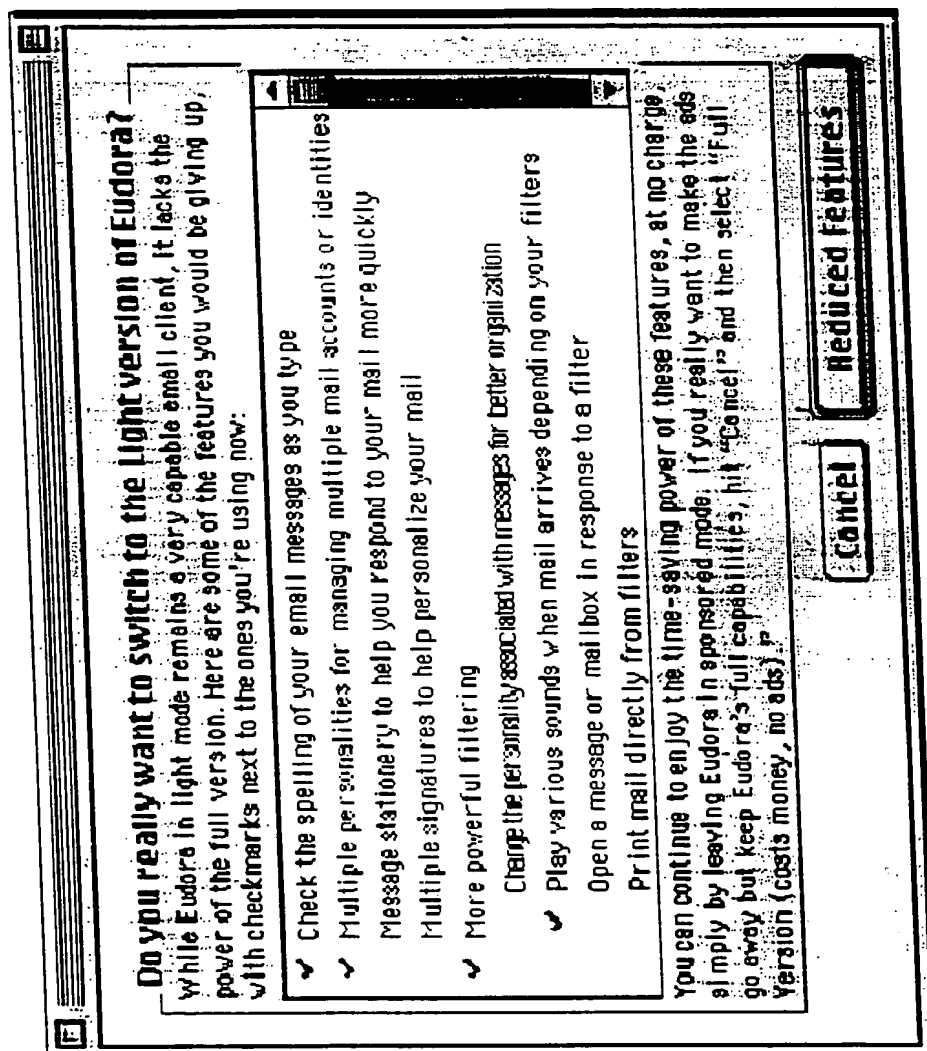 Do you really want to switch to the Light version of Eudora?
While Eudora in light mode remains a very capable email client, it lacks the
power of the full version. Here are some of the features you would be giving up,
with checkmarks next to the ones you're using now:
✓ Check the spelling of your email messages as you type
✓ Multiple personalities for managing multiple mail accounts or identities
Message stationery to help you respond to your mail more quickly
Multiple signatures to help personalize your mail
✓ More powerful filtering
Change the personality associated with messages for better organization
✓ Play various sounds when mail arrives depending on your filters
Open a message or mailbox in response to a filter
Print mail directly from filters
You can continue to enjoy the time-saving power of these features, at no charge,
simply by leaving Eudora in sponsored mode. If you really want to make the ads
go away but keep Eudora's full capabilities, hit "Cancel" and then select "Full
Version (costs money, no ads)."
Cancel
Reduced Features